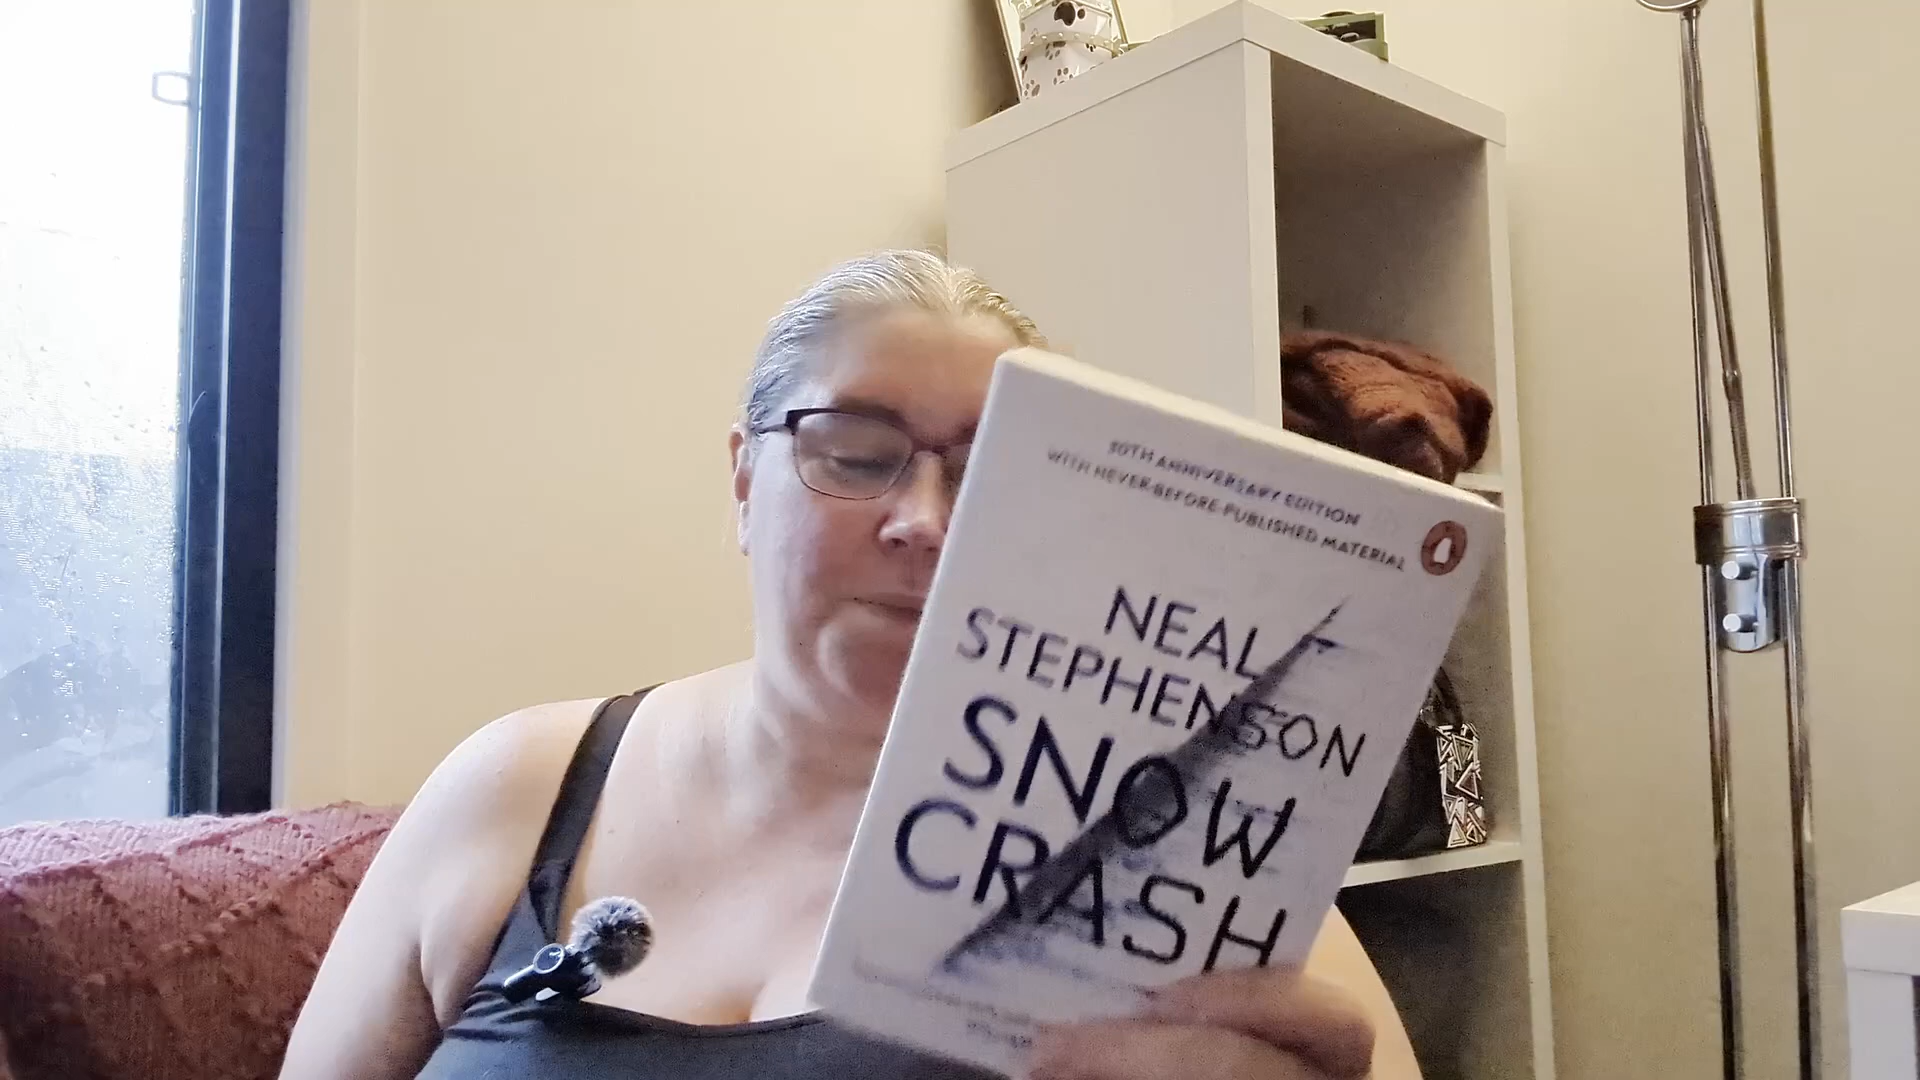 30TH ANNIVERSARY EDITION
WITH NEVER-BEFORE-PUBLISHED MATERIAL
NEAL
STEPHENSON
SNOW
CRASH